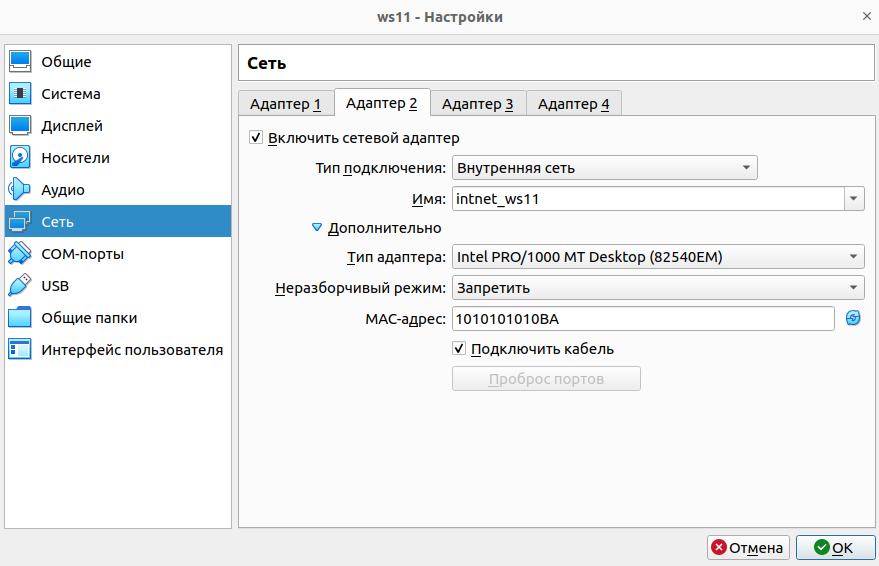 ws11 - Настройки
Общие
Система
Дисплей
Носители
Аудио
Сеть
COM-порты
USB
Общие папки
Интерфейс пользователя
Сеть
Адаптер 1 Адаптер 2 Адаптер 3 Адаптер 4
Включить сетевой адаптер
Тип подключения: Внутренняя сеть
Имя: intnet_ws11
Дополнительно
Тип адаптера: Intel PRO/1000 MT Desktop (82540EM)
Неразборчивый режим: Запретить
MAC-адрес: 1010101010BA
Подключить кабель
Проброс портов
Отмена OK